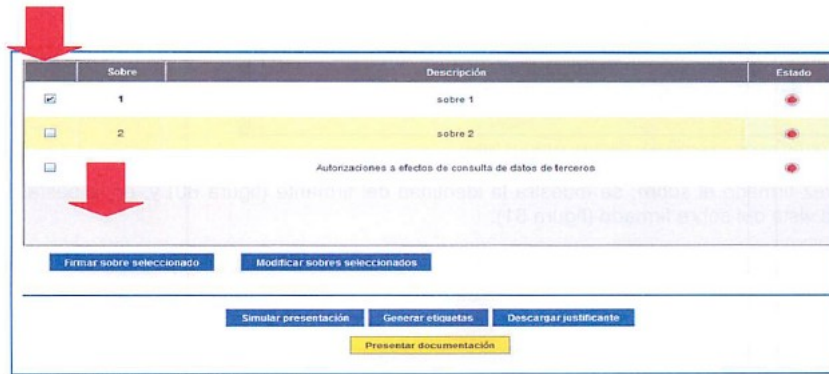 Sobre Descripción Estado
1 sobre 1
2 sobre 2
Autorizaciones a efectos de consulta de datos de terceros
Firmar sobre seleccionado Modificar sobres seleccionados
Simular presentación Generar etiquetas Descargar justificante
Presentar documentación